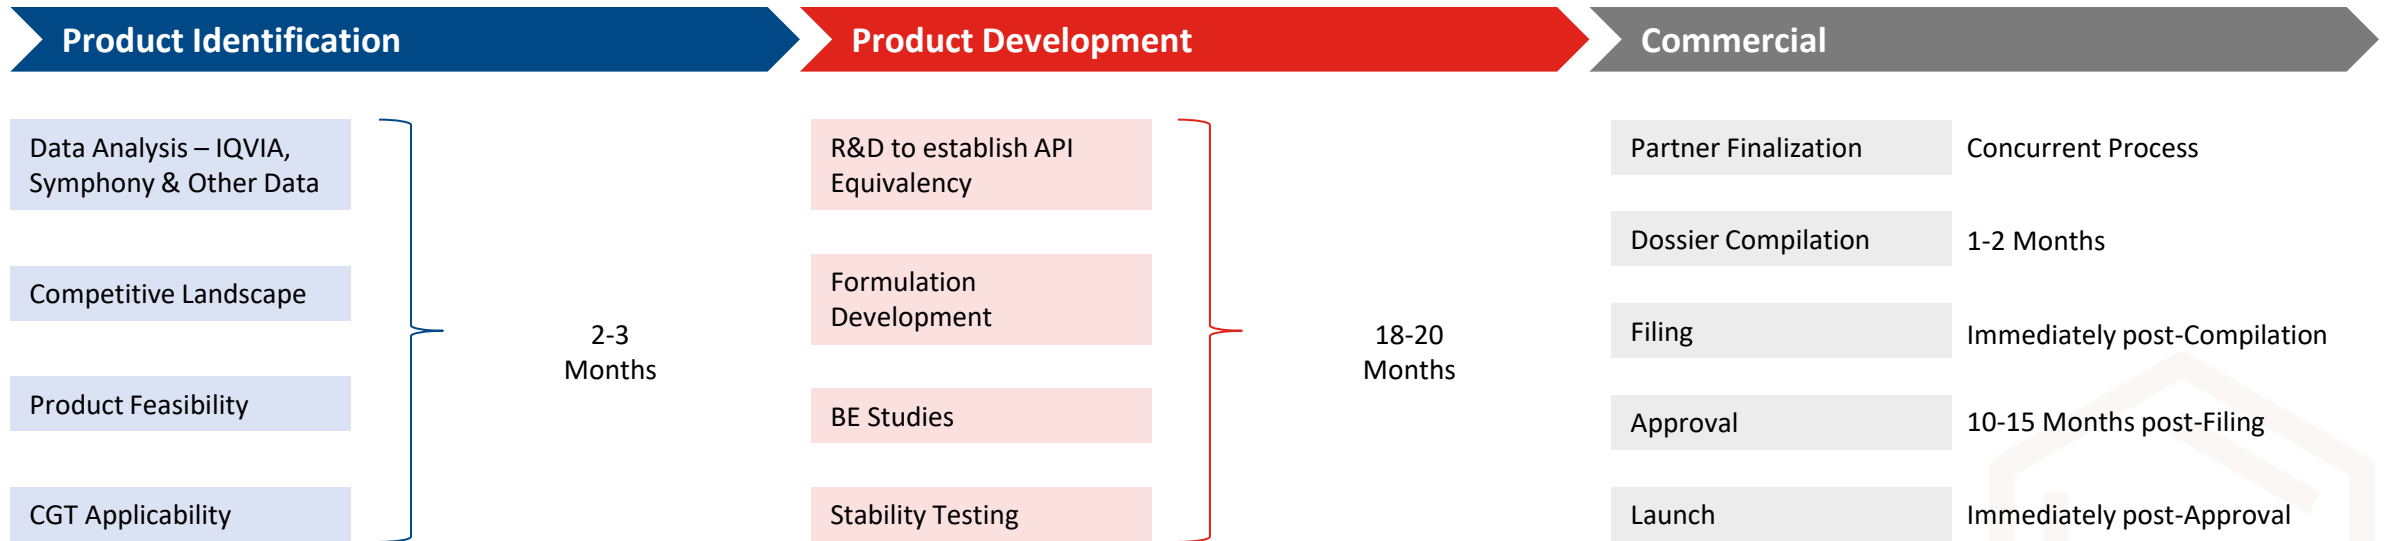 Product Identification
Product Development
Commercial
Data Analysis – IQVIA,
Symphony & Other Data
Competitive Landscape
Product Feasibility
CGT Applicability
2-3
Months
R&D to establish API
Equivalency
Formulation
Development
BE Studies
Stability Testing
18-20
Months
Partner Finalization
Concurrent Process
Dossier Compilation
1-2 Months
Filing
Immediately post-Compilation
Approval
10-15 Months post-Filing
Launch
Immediately post-Approval